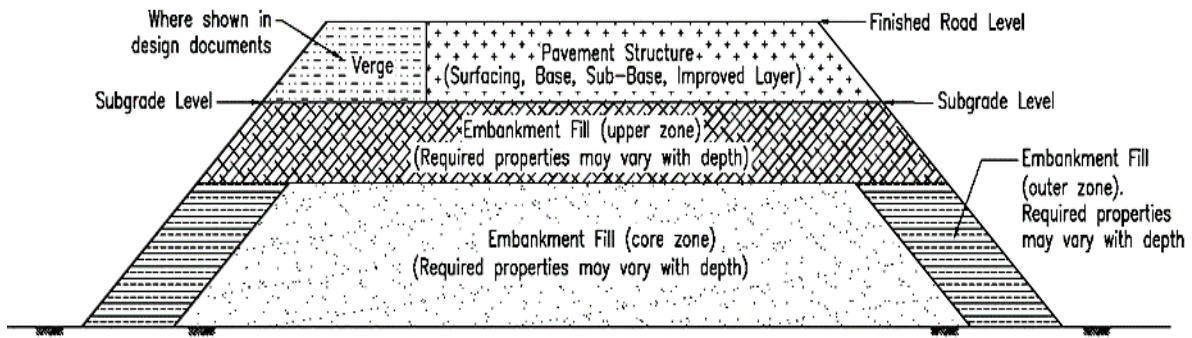 Where shown in
design documents
Finished Road Level
Verge
Pavement Structure
(Surfacing, Base, Sub-Base, Improved Layer)
Subgrade Level
Subgrade Level
Embankment Fill (upper zone)
(Required properties may vary with depth)
Embankment Fill
(outer zone).
Required properties
may vary with depth
Embankment Fill (core zone)
(Required properties may vary with depth)